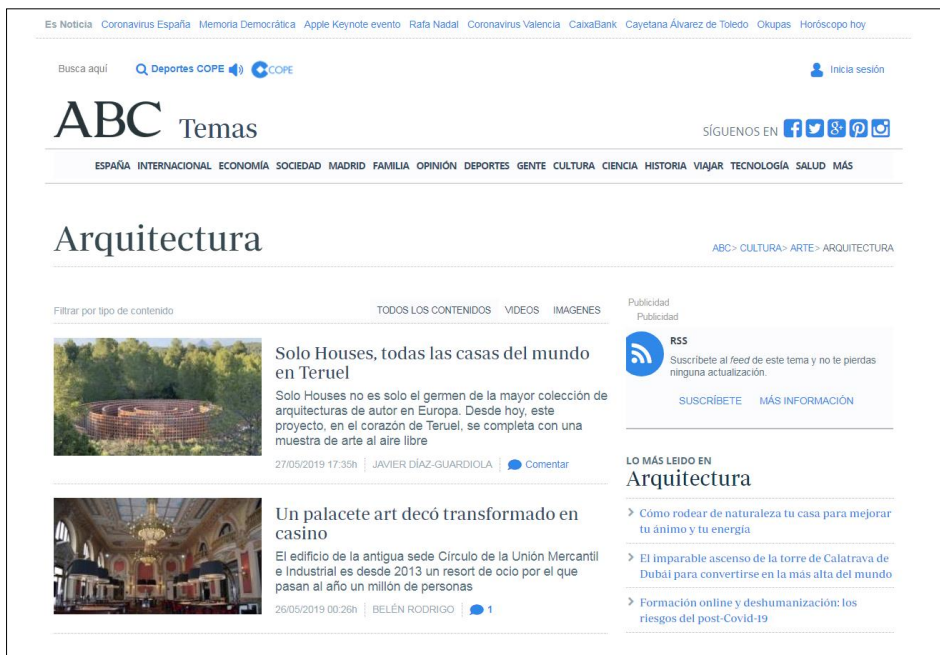 Es Noticia Coronavirus España Memoria Democrática Apple Keynote evento Rafa Nadal Coronavirus Valencia CaixaBank Cayetana Álvarez de Toledo Okupas Horóscopo hoy
Busca aquí Deportes COPE COPE Inicia sesión
ABC Temas SÍGUENOS EN
ESPAÑA INTERNACIONAL ECONOMÍA SOCIEDAD MADRID FAMILIA OPINIÓN DEPORTES GENTE CULTURA CIENCIA HISTORIA VIAJAR TECNOLOGÍA SALUD MÁS
Arquitectura
ABC> CULTURA> ARTE> ARQUITECTURA
Filtrar por tipo de contenido TODOS LOS CONTENIDOS VIDEOS IMAGENES
Solo Houses, todas las casas del mundo
en Teruel
Solo Houses no es solo el germen de la mayor colección de
arquitecturas de autor en Europa. Desde hoy, este
proyecto, en el corazón de Teruel, se completa con una
muestra de arte al aire libre
27/05/2019 17:35h JAVIER DÍAZ-GUARDIOLA Comentar
Un palacete art decó transformado en
casino
El edificio de la antigua sede Círculo de la Unión Mercantil
e Industrial es desde 2013 un resort de ocio por el que
pasan al año un millón de personas
26/05/2019 00:26h BELÉN RODRIGO 1
Publicidad
Publicidad
RSS
Suscríbete al feed de este tema y no te pierdas
ninguna actualización.
SUSCRÍBETE MÁS INFORMACIÓN
LO MÁS LEIDO EN
Arquitectura
Cómo rodear de naturaleza tu casa para mejorar
tu ánimo y tu energía
El imparable ascenso de la torre de Calatrava de
Dubái para convertirse en la más alta del mundo
Formación online y deshumanización: los
riesgos del post-Covid-19